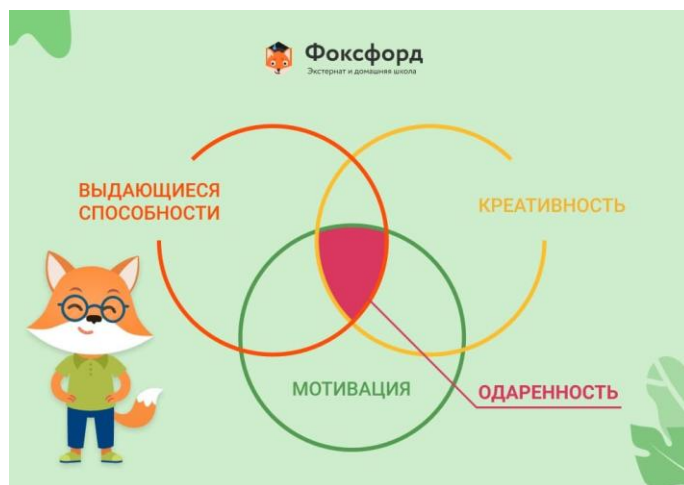 Фоксфорд
Экстернат и домашняя школа
ВЫДАЮЩИЕСЯ
СПОСОБНОСТИ
КРЕАТИВНОСТЬ
МОТИВАЦИЯ
ОДАРЕННОСТЬ